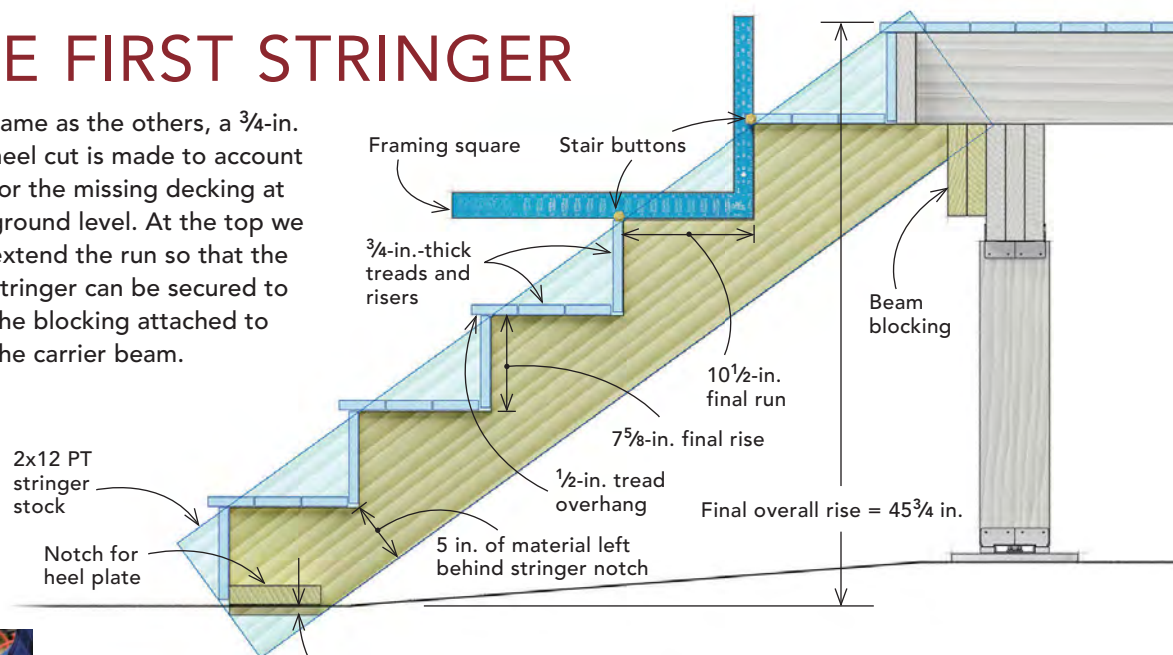 E FIRST STRINGER
ame as the others, a ¾-in.
heel cut is made to account
or the missing decking at
ground level. At the top we
extend the run so that the
tringer can be secured to
he blocking attached to
he carrier beam.
Framing square
Stair buttons
¾-in.-thick
treads and
risers
Beam
blocking
10½-in.
final run
7⅝-in. final rise
½-in. tread
overhang
Final overall rise = 45¾ in.
2x12 PT
stringer
stock
Notch for
heel plate
5 in. of material left
behind stringer notch